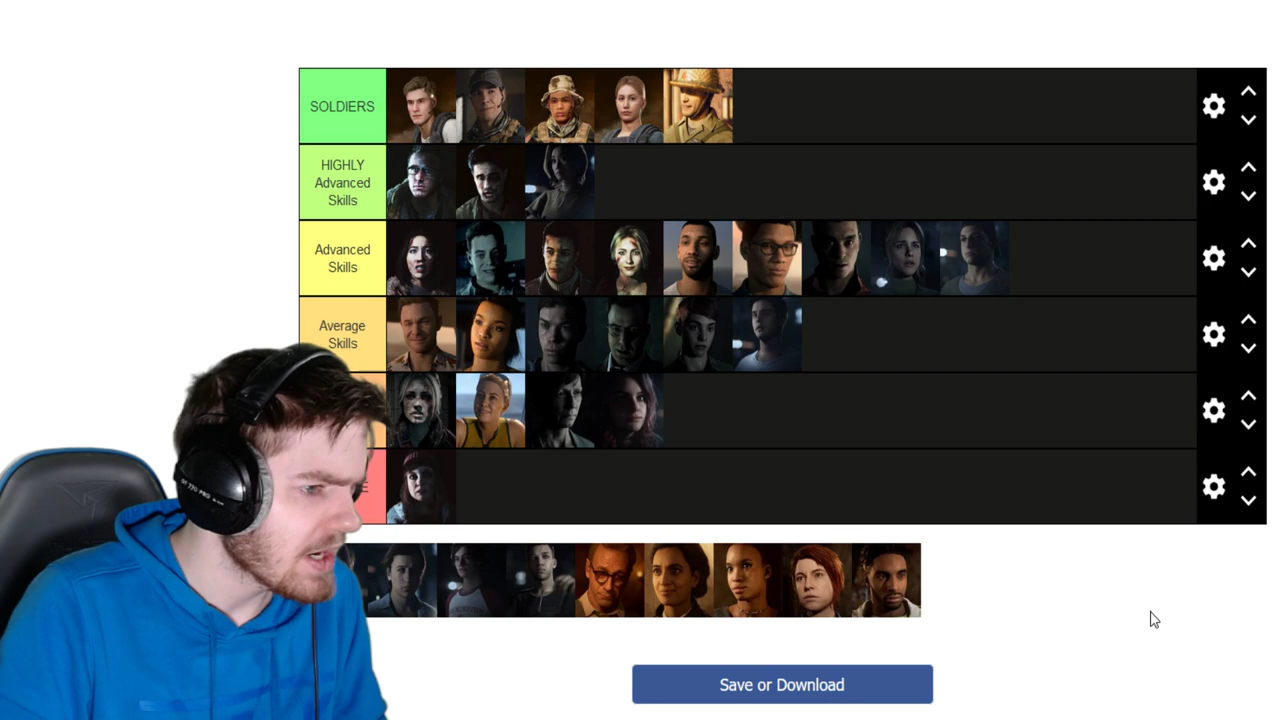 SOLDIERS
HIGHLY
Advanced
Skills
Advanced
Skills
Average
Skills
E
Save or Download